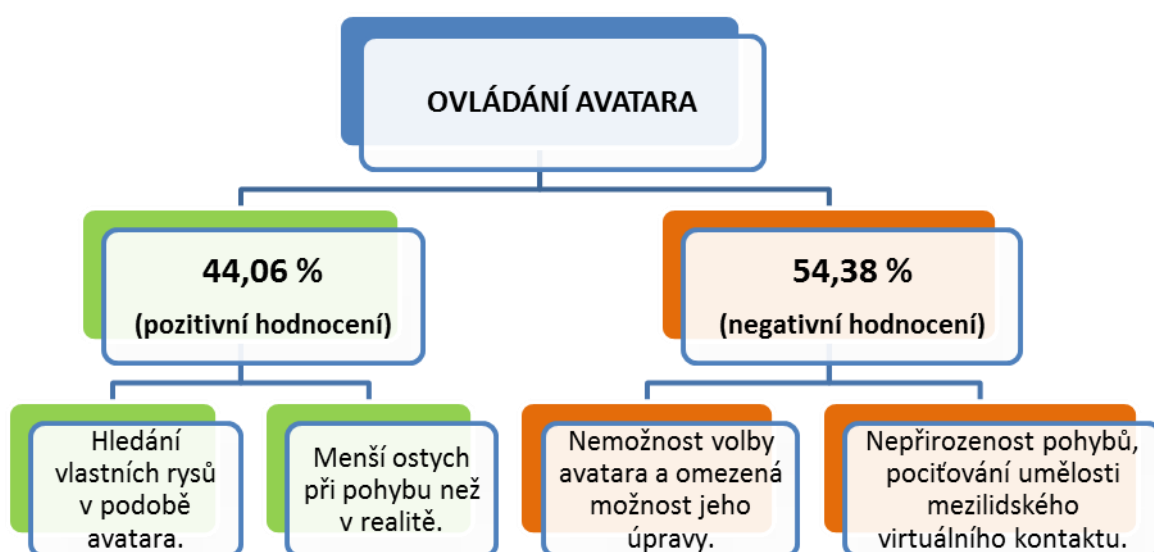 OVLÁDÁNÍ AVATARA
44,06 %
(pozitivní hodnocení)
54,38 %
(negativní hodnocení)
Hledání
vlastních rysů
v podobě
avatara.
Menší ostych
při pohybu než
v realitě.
Nemožnost volby
avatara a omezená
možnost jeho
úpravy.
Nepřirozenost pohybů,
pociťování umělosti
mezilidského
virtuálního kontaktu.